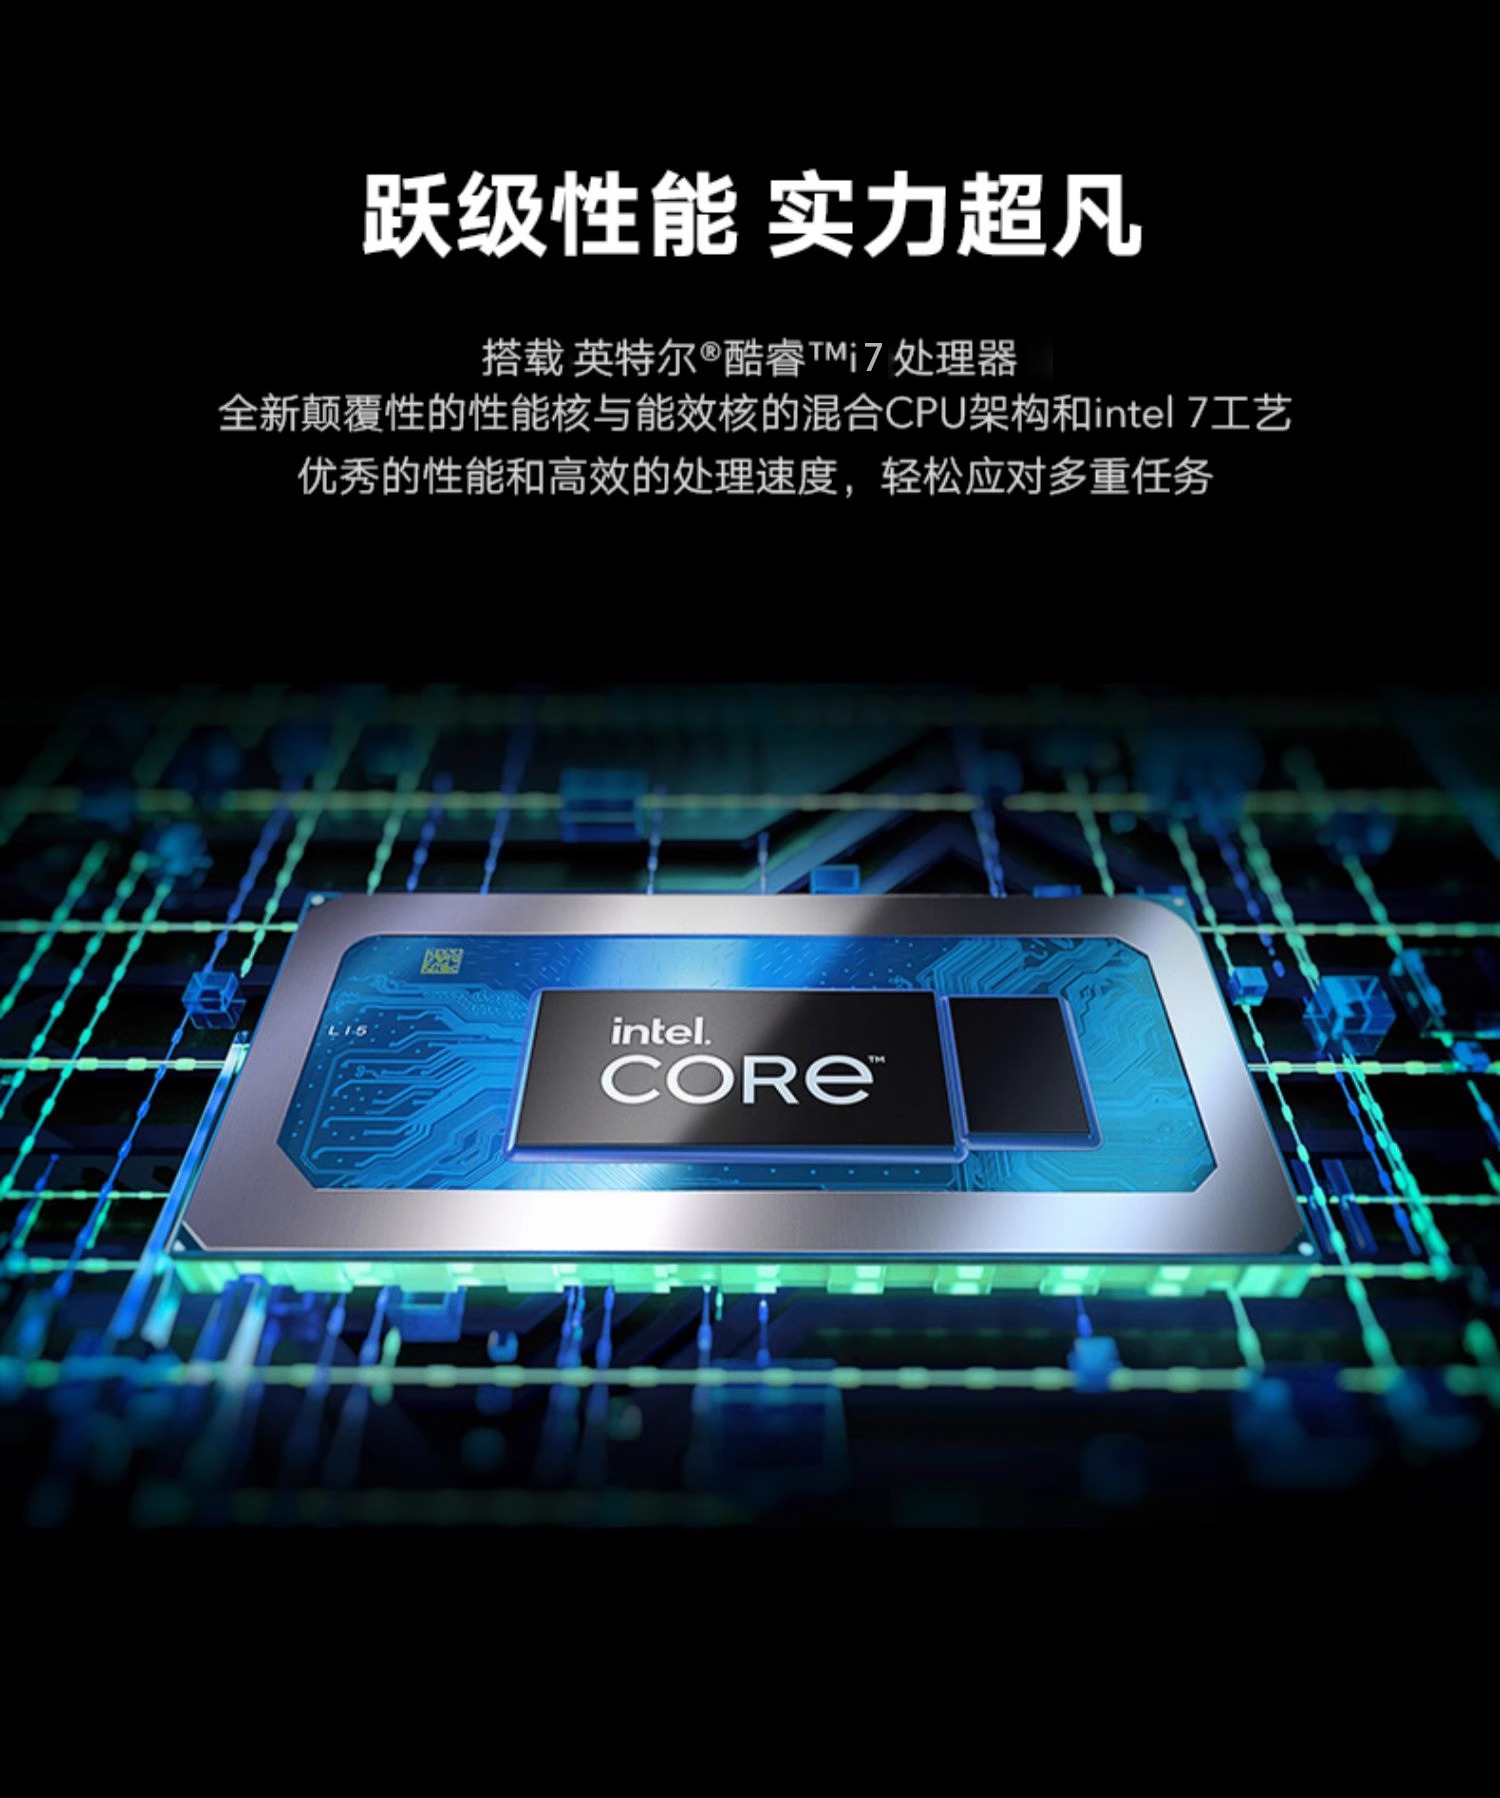 跃级性能 实力超凡
搭载 英特尔®酷睿™i7 处理器
全新颠覆性的性能核与能效核的混合CPU架构和intel 7工艺
优秀的性能和高效的处理速度，轻松应对多重任务
L15
intel.
CORE™